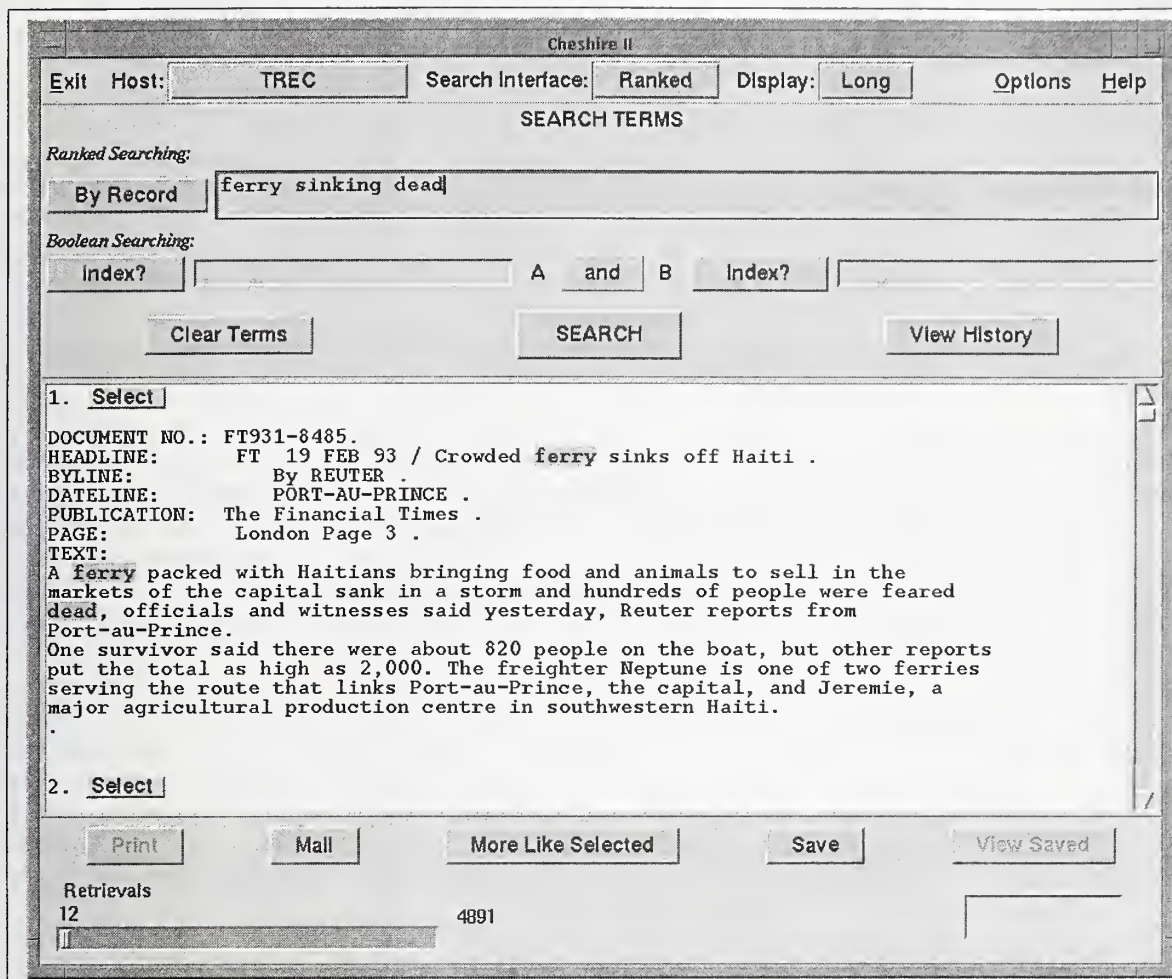 Cheshire II
Exit Host: TREC Search Interface: Ranked Display: Long Options Help
SEARCH TERMS
Ranked Searching:
By Record ferry sinking dead
Boolean Searching:
Index? A and B Index?
Clear Terms SEARCH View History
1. Select
DOCUMENT NO.: FT931-8485.
HEADLINE: FT 19 FEB 93 / Crowded ferry sinks off Haiti .
BYLINE: By REUTER .
DATELINE: PORT-AU-PRINCE .
PUBLICATION: The Financial Times .
PAGE: London Page 3 .
TEXT:
A ferry packed with Haitians bringing food and animals to sell in the
markets of the capital sank in a storm and hundreds of people were feared
dead, officials and witnesses said yesterday, Reuter reports from
Port-au-Prince.
One survivor said there were about 820 people on the boat, but other reports
put the total as high as 2,000. The freighter Neptune is one of two ferries
serving the route that links Port-au-Prince, the capital, and Jeremie, a
major agricultural production centre in southwestern Haiti.
.
2. Select
Print Mail More Like Selected Save View Saved
Retrievals
12 4891